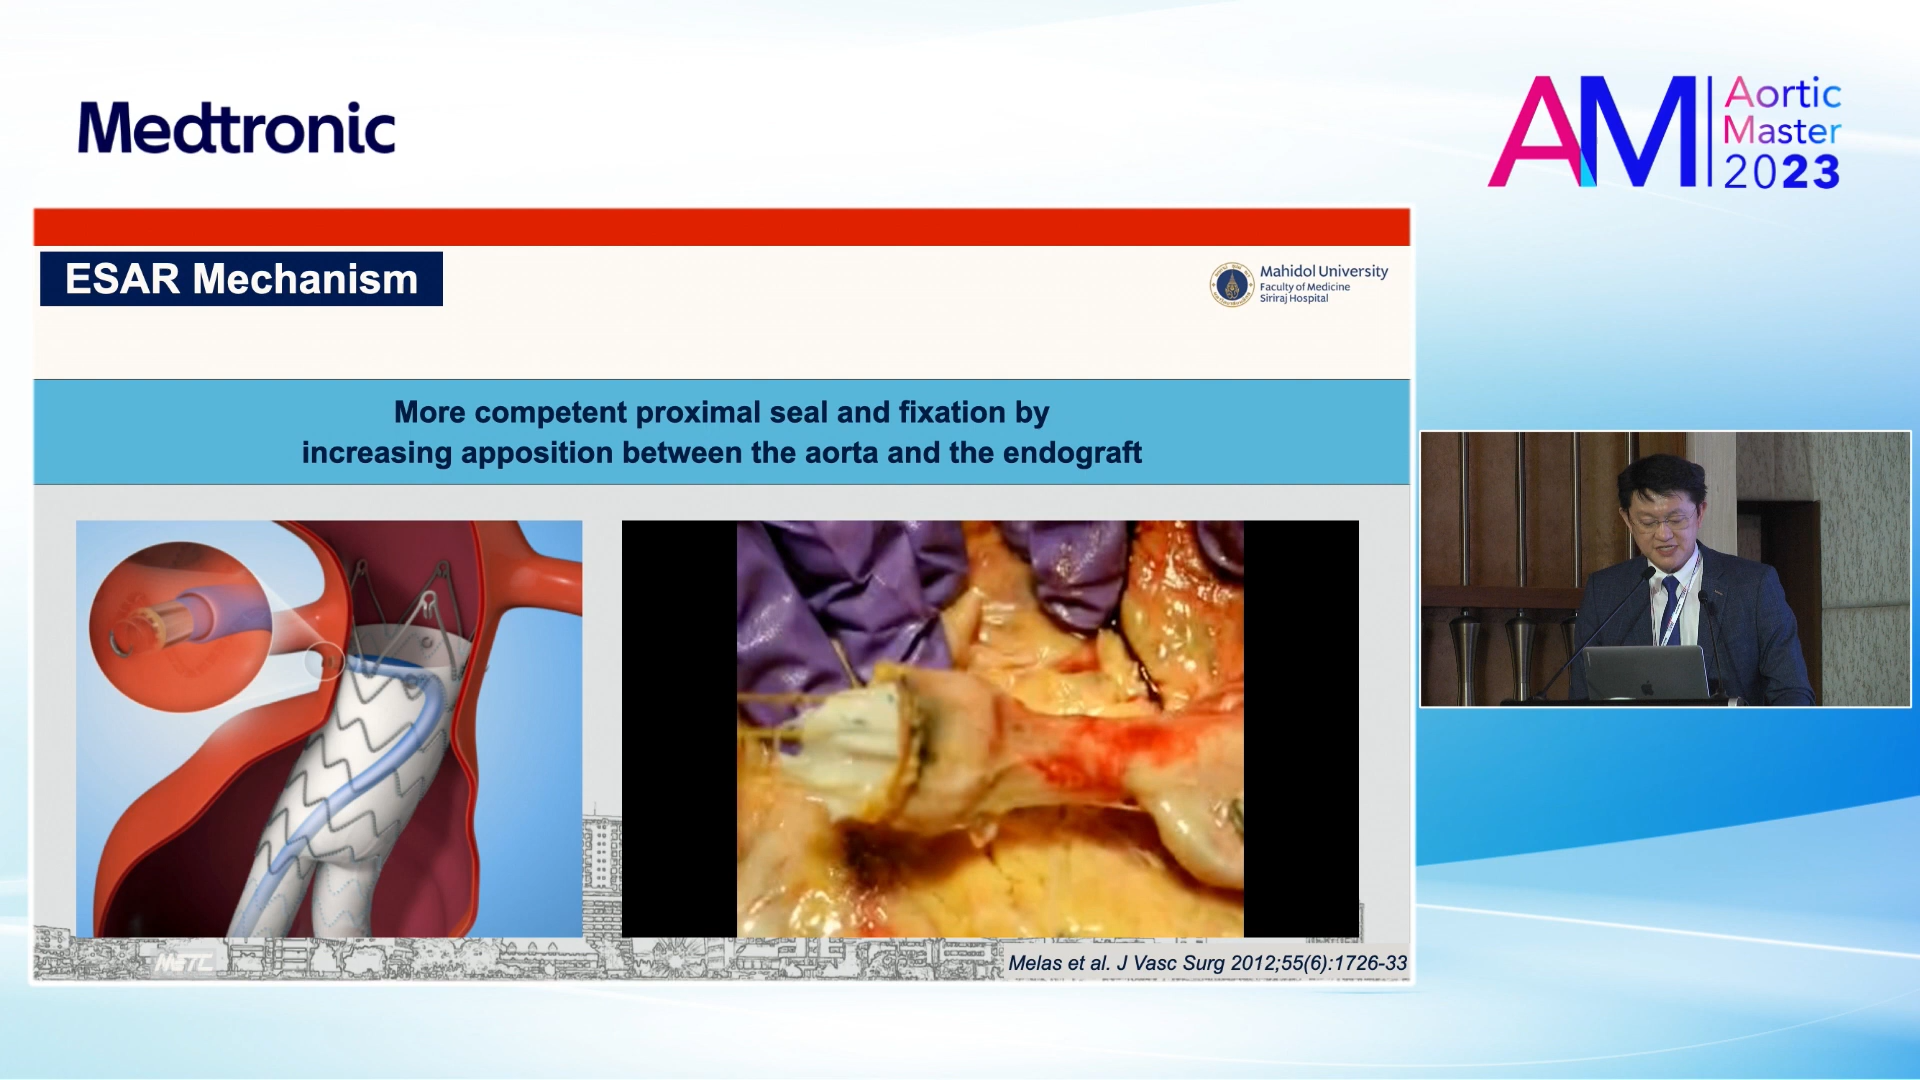 Medtronic
AM
Aortic
Master
2023
ESAR Mechanism
Mahidol University
Faculty of Medicine
Siriraj Hospital
More competent proximal seal and fixation by
increasing apposition between the aorta and the endograft
Melas et al. J Vasc Surg 2012;55(6):1726-33